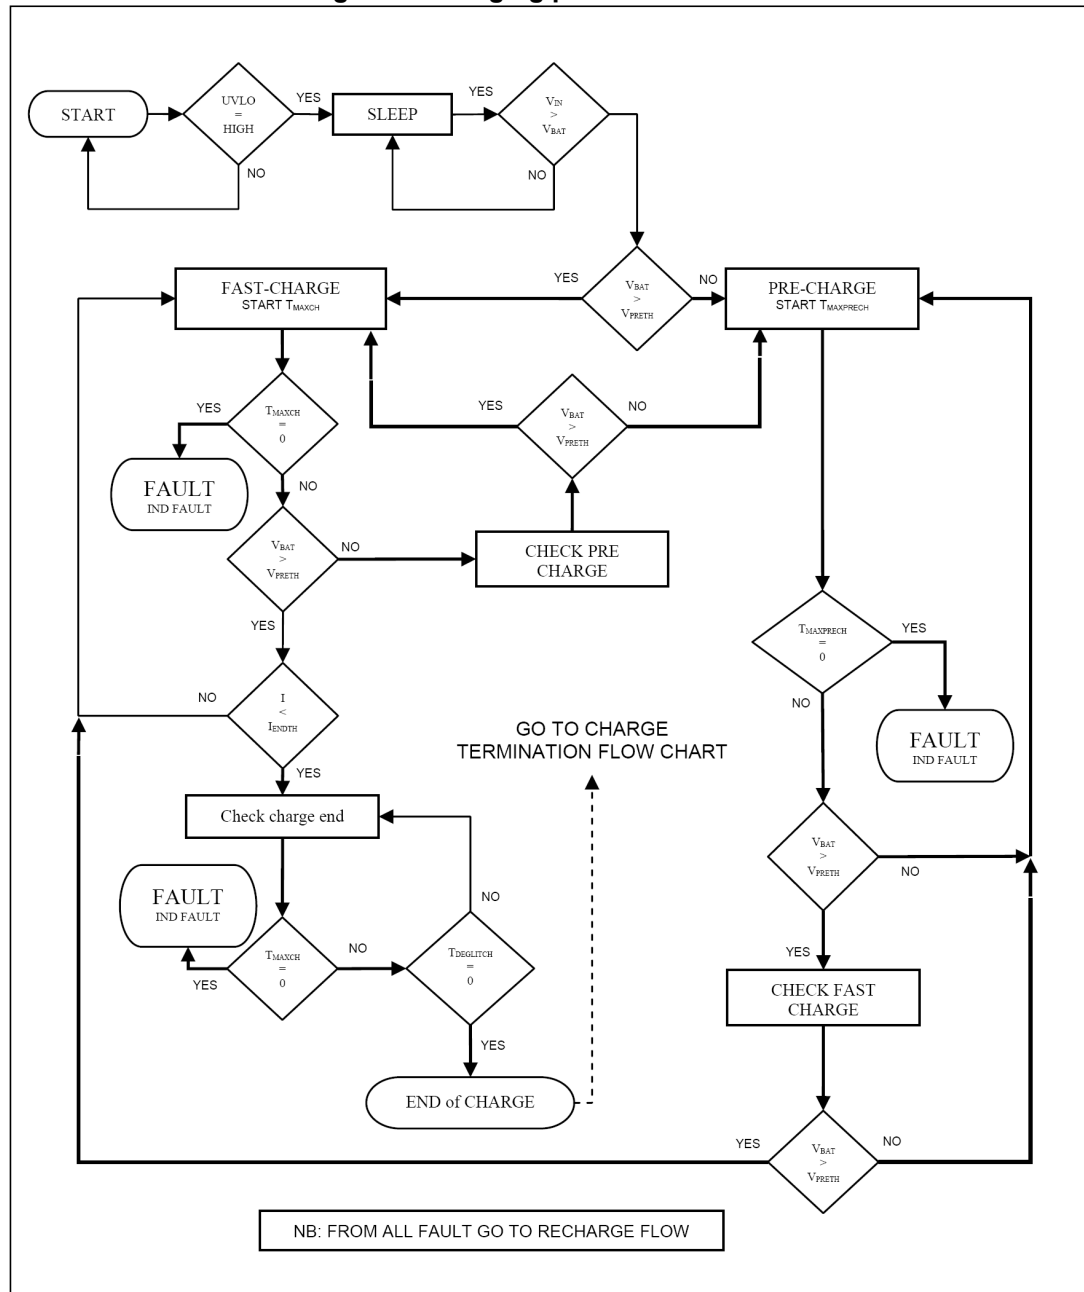 START
UVLO
=
HIGH
YES
NO
SLEEP
YES
VIN
>
VBAT
NO
FAST-CHARGE
START TMAXCH
YES
VBAT
>
VPRETH
NO
PRE-CHARGE
START TMAXPRECH
YES
TMAXCH
=
0
NO
FAULT
IND FAULT
YES
VBAT
>
VPRETH
NO
VBAT
>
VPRETH
NO
YES
CHECK PRE
CHARGE
TMAXPRECH
=
0
YES
NO
FAULT
IND FAULT
NO
I
<
IENDTH
YES
GO TO CHARGE
TERMINATION FLOW CHART
Check charge end
VBAT
>
VPRETH
NO
YES
FAULT
IND FAULT
YES
TMAXCH
=
0
NO
TDEGLITCH
=
0
NO
YES
CHECK FAST
CHARGE
END of CHARGE
YES
VBAT
>
VPRETH
NO
NB: FROM ALL FAULT GO TO RECHARGE FLOW